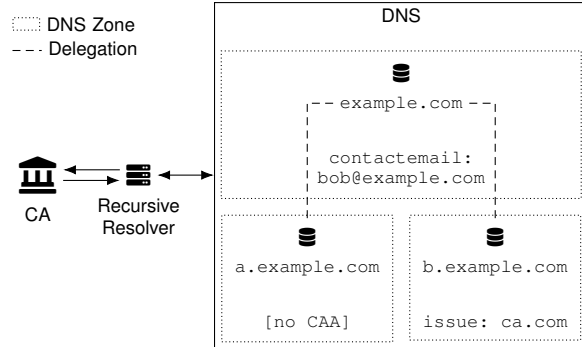 DNS Zone
Delegation
DNS
example.com
contactemail:
bob@example.com
CA
Recursive
Resolver
a.example.com
[no CAA]
b.example.com
issue: ca.com